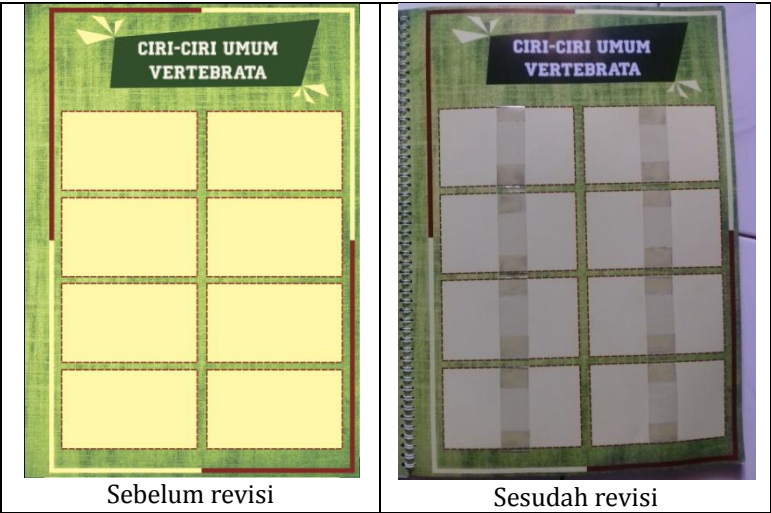 CIRI-CIRI UMUM
VERTEBRATA
Sebelum revisi
CIRI-CIRI UMUM
VERTEBRATA
Sesudah revisi